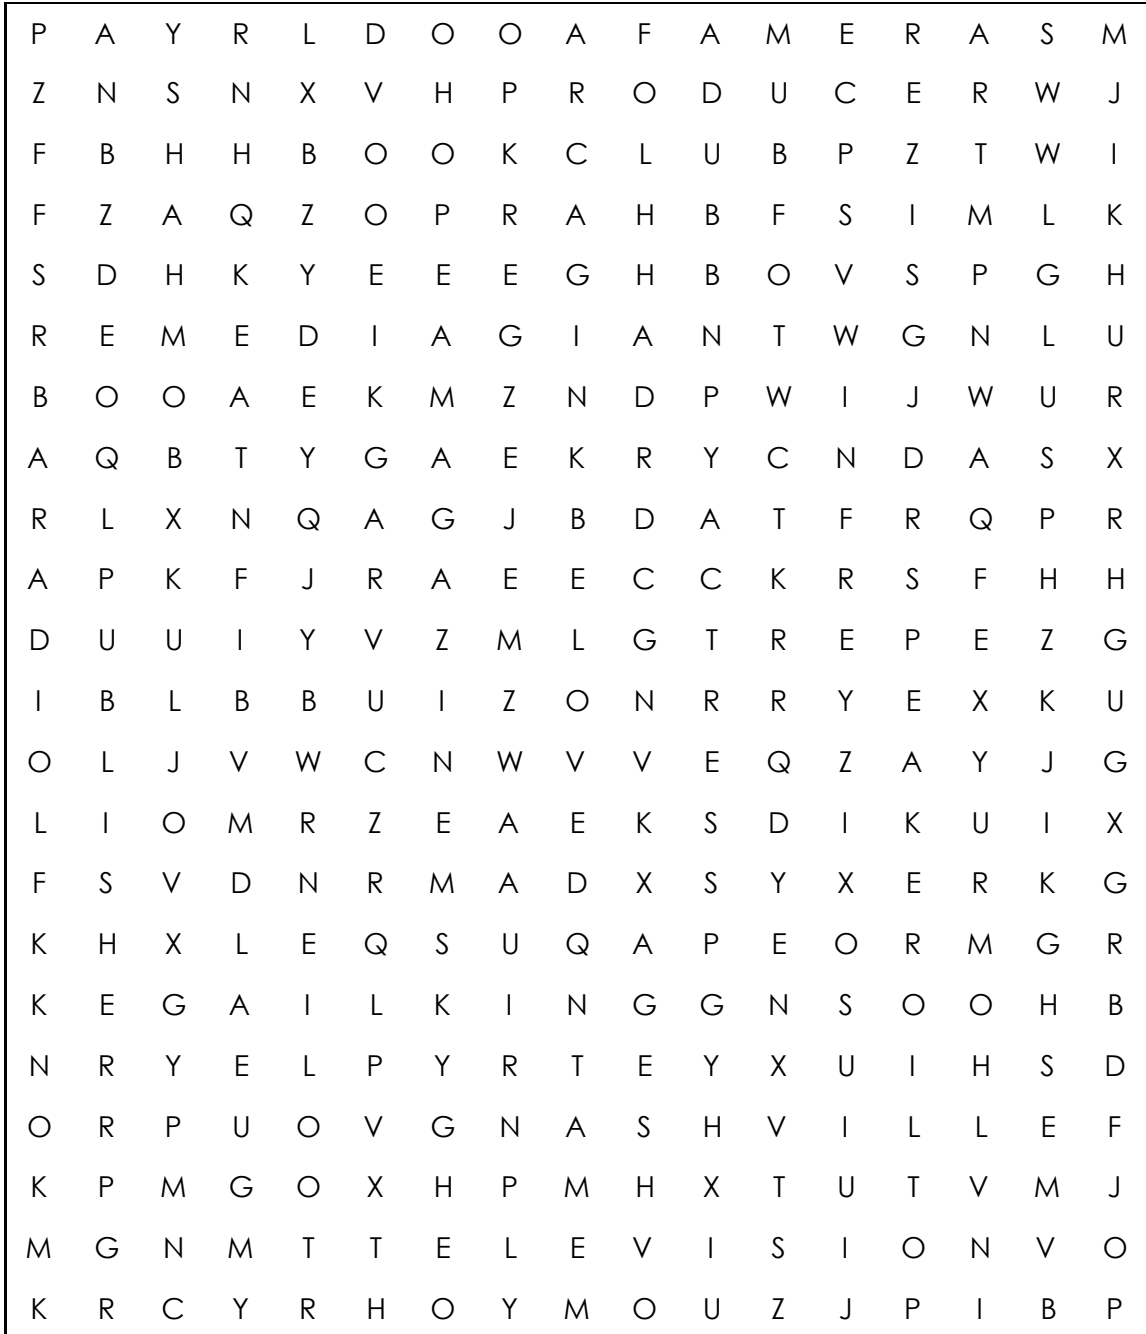 P A Y R L D O O A F A M E R A S M
Z N S N X V H P R O D U C E R W J
F B H H B O O K C L U B P Z T W I
F Z A Q Z O P R A H B F S I M L K
S D H K Y E E E G H B O V S P G H
R E M E D I A G I A N T W G N L U
B O O A E K M Z N D P W I J W U R
A Q B T Y G A E K R Y C N D A S X
R L X N Q A G J B D A T F R Q P R
A P K F J R A E E C C K R S F H H
D U U I Y V Z M L G T R E P E Z G
I B L B B U I Z O N R R Y E X K U
O L J V W C N W V V E Q Z A Y J G
L I O M R Z E A E K S D I K U I X
F S V D N R M A D X S Y X E R K G
K H X L E Q S U Q A P E O R M G R
K E G A I L K I N G G N S O O H B
N R Y E L P Y R T E Y X U I H S D
O R P U O V G N A S H V I L L E F
K P M G O X H P M H X T U T V M J
M G N M T T E L E V I S I O N V O
K R C Y R H O Y M O U Z J P I B P